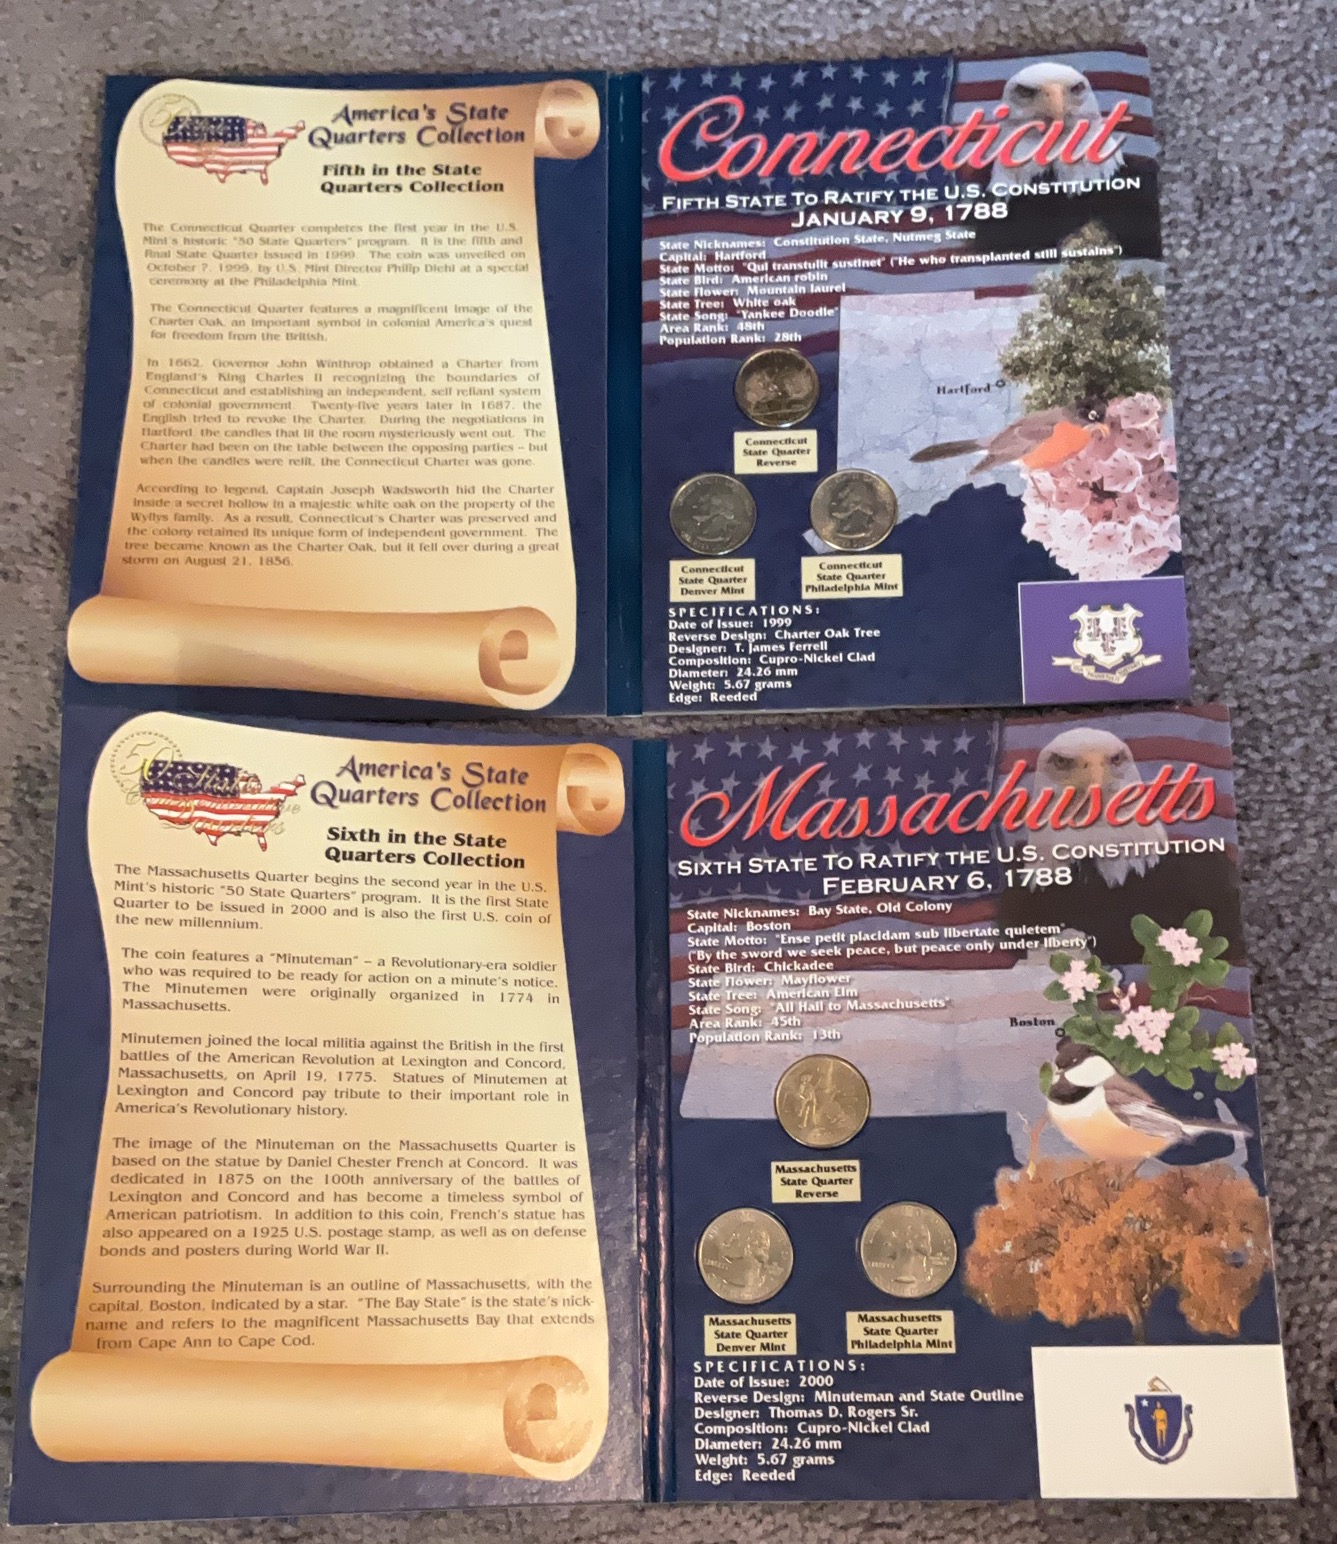 America's State
Quarters Collection
Fifth in the State
Quarters Collection
The Connecticut Quarter completes the first year in the U.S.
Mint's historic "50 State Quarters" program. It is the fifth and
final State Quarter issued in 1999. The coin was unveiled on
October 7, 1999, by U.S. Mint Director Philip Diehl at a special
ceremony at the Philadelphia Mint.
The Connecticut Quarter features a magnificent image of the
Charter Oak, an important symbol in colonial America's quest
for freedom from the British.
In 1662, Governor John Winthrop obtained a Charter from
England's King Charles II recognizing the boundaries of
Connecticut and establishing an independent, self reliant system
of colonial government. Twenty-five years later in 1687, the
English tried to revoke the Charter. During the negotiations in
Hartford, the candles that lit the room mysteriously went out. The
Charter had been on the table between the opposing parties – but
when the candles were relit, the Connecticut Charter was gone.
According to legend, Captain Joseph Wadsworth hid the Charter
inside a secret hollow in a majestic white oak on the property of the
Wyllys family. As a result, Connecticut's Charter was preserved and
the colony retained its unique form of independent government. The
tree became known as the Charter Oak, but it fell over during a great
storm on August 21, 1856.
Connecticut
FIFTH STATE TO RATIFY THE U.S. CONSTITUTION
JANUARY 9, 1788
State Nicknames: Constitution State, Nutmeg State
Capital: Hartford
State Motto: "Qui transtulit sustinet" ("He who transplanted still sustains")
State Bird: American robin
State Flower: Mountain laurel
State Tree: White oak
State Song: "Yankee Doodle"
Area Rank: 48th
Population Rank: 28th
Hartford
Connecticut
State Quarter
Reverse
Connecticut
State Quarter
Denver Mint
Connecticut
State Quarter
Philadelphia Mint
SPECIFICATIONS:
Date of Issue: 1999
Reverse Design: Charter Oak Tree
Designer: T. James Ferrell
Composition: Cupro-Nickel Clad
Diameter: 24.26 mm
Weight: 5.67 grams
Edge: Reeded
50 State
Commemorative
Quarters
America's State
Quarters Collection
Sixth in the State
Quarters Collection
The Massachusetts Quarter begins the second year in the U.S.
Mint's historic "50 State Quarters" program. It is the first State
Quarter to be issued in 2000 and is also the first U.S. coin of
the new millennium.
The coin features a "Minuteman" – a Revolutionary-era soldier
who was required to be ready for action on a minute's notice.
The Minutemen were originally organized in 1774 in
Massachusetts.
Minutemen joined the local militia against the British in the first
battles of the American Revolution at Lexington and Concord,
Massachusetts, on April 19, 1775. Statues of Minutemen at
Lexington and Concord pay tribute to their important role in
America's Revolutionary history.
The image of the Minuteman on the Massachusetts Quarter is
based on the statue by Daniel Chester French at Concord. It was
dedicated in 1875 on the 100th anniversary of the battles of
Lexington and Concord and has become a timeless symbol of
American patriotism. In addition to this coin, French's statue has
also appeared on a 1925 U.S. postage stamp, as well as on defense
bonds and posters during World War II.
Surrounding the Minuteman is an outline of Massachusetts, with the
capital, Boston, indicated by a star. "The Bay State" is the state's nick-
name and refers to the magnificent Massachusetts Bay that extends
from Cape Ann to Cape Cod.
Massachusetts
SIXTH STATE TO RATIFY THE U.S. CONSTITUTION
FEBRUARY 6, 1788
State Nicknames: Bay State, Old Colony
Capital: Boston
State Motto: "Ense petit placidam sub libertate quietem"
("By the sword we seek peace, but peace only under liberty")
State Bird: Chickadee
State Flower: Mayflower
State Tree: American Elm
State Song: "All Hail to Massachusetts"
Area Rank: 45th
Population Rank: 13th
Boston
Massachusetts
State Quarter
Reverse
Massachusetts
State Quarter
Denver Mint
Massachusetts
State Quarter
Philadelphia Mint
SPECIFICATIONS:
Date of Issue: 2000
Reverse Design: Minuteman and State Outline
Designer: Thomas D. Rogers Sr.
Composition: Cupro-Nickel Clad
Diameter: 24.26 mm
Weight: 5.67 grams
Edge: Reeded